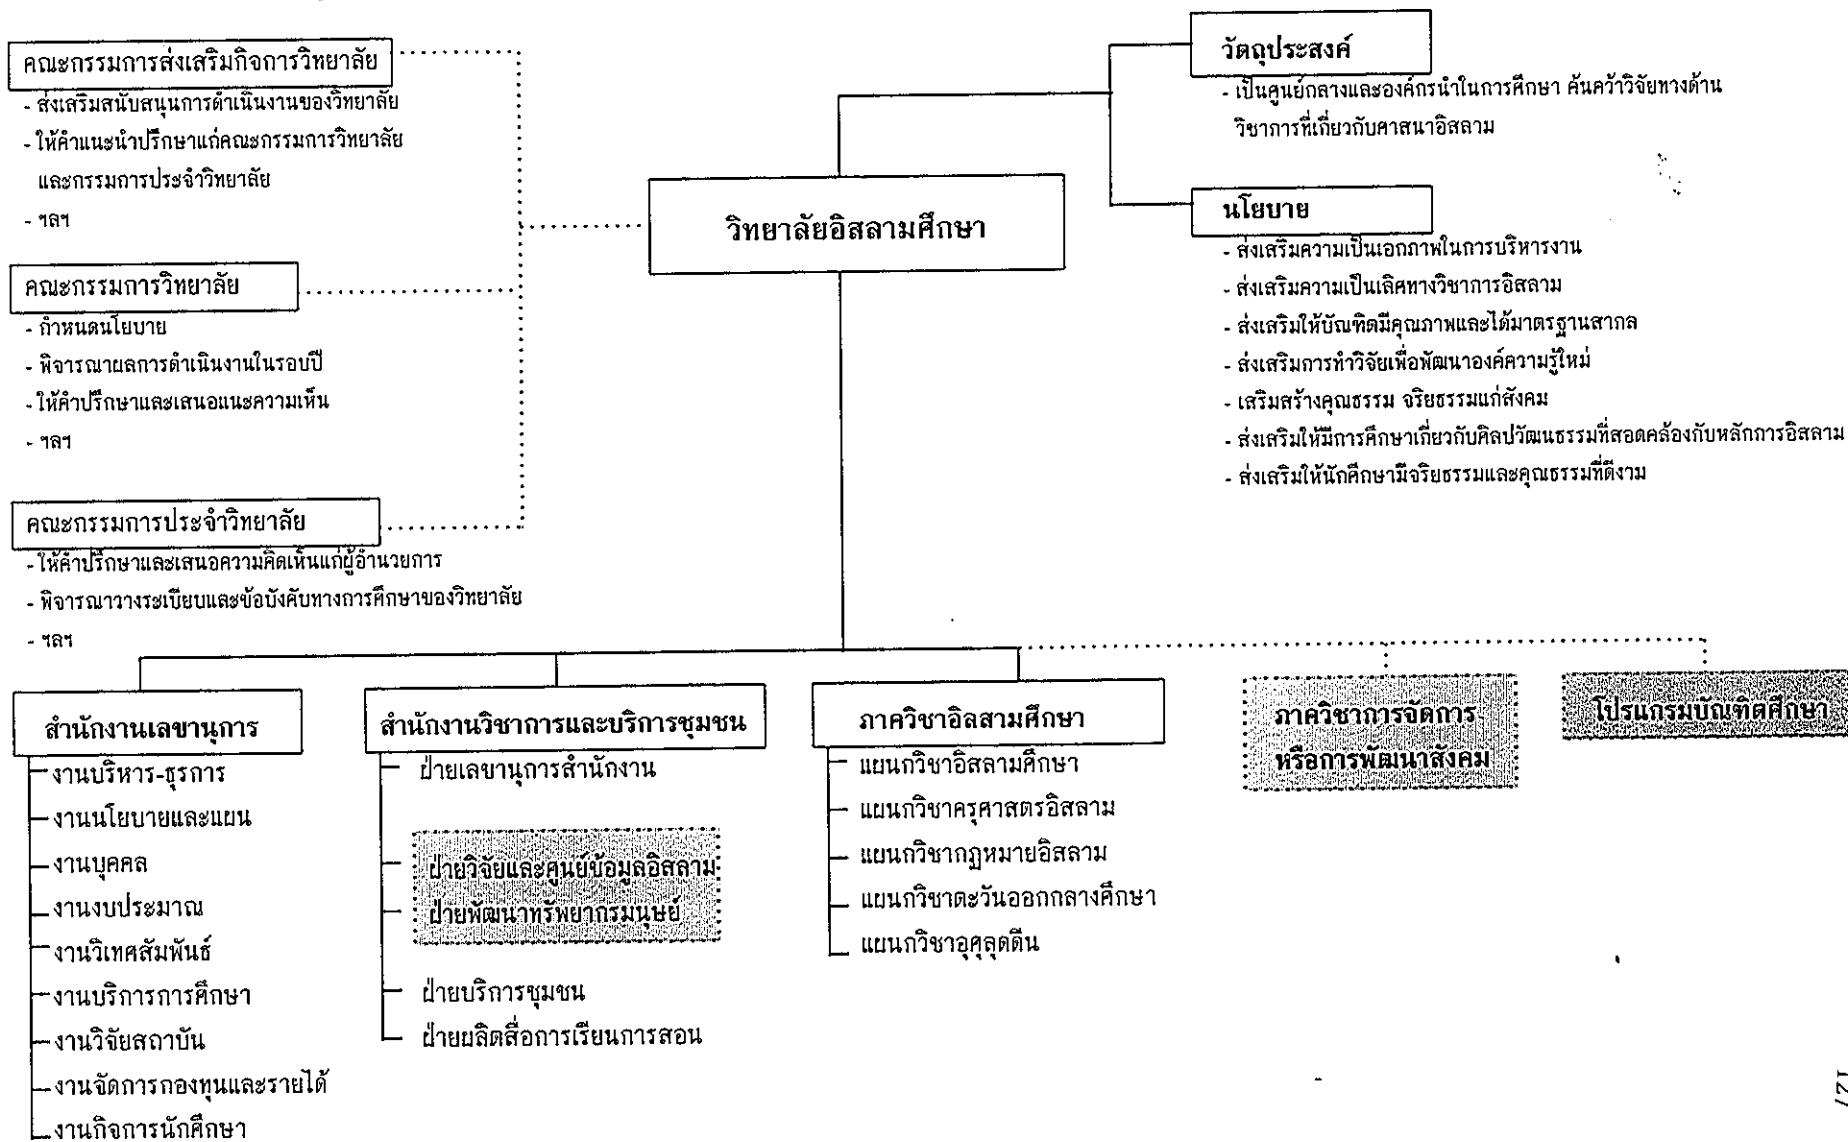 คณะกรรมการส่งเสริมกิจการวิทยาลัย
- ส่งเสริมสนับสนุนการดำเนินงานของวิทยาลัย
- ให้คำแนะนำปรึกษาแก่คณะกรรมการวิทยาลัย
และกรรมการประจำวิทยาลัย
- ฯลฯ
คณะกรรมการวิทยาลัย
- กำหนดนโยบาย
- พิจารณาผลการดำเนินงานในรอบปี
- ให้คำปรึกษาและเสนอแนะความเห็น
- ฯลฯ
คณะกรรมการประจำวิทยาลัย
- ให้คำปรึกษาและเสนอความคิดเห็นแก่ผู้อำนวยการ
- พิจารณาวางระเบียบและข้อบังคับทางการศึกษาของวิทยาลัย
- ฯลฯ
วิทยาลัยอิสลามศึกษา
วัตถุประสงค์
- เป็นศูนย์กลางและองค์กรนำในการศึกษา ค้นคว้าวิจัยทางด้าน
วิชาการที่เกี่ยวกับศาสนาอิสลาม
นโยบาย
- ส่งเสริมความเป็นเอกภาพในการบริหารงาน
- ส่งเสริมความเป็นเลิศทางวิชาการอิสลาม
- ส่งเสริมให้บัณฑิตมีคุณภาพและได้มาตรฐานสากล
- ส่งเสริมการทำวิจัยเพื่อพัฒนาองค์ความรู้ใหม่
- เสริมสร้างคุณธรรม จริยธรรมแก่สังคม
- ส่งเสริมให้มีการศึกษาเกี่ยวกับศิลปวัฒนธรรมที่สอดคล้องกับหลักการอิสลาม
- ส่งเสริมให้นักศึกษามีจริยธรรมและคุณธรรมที่ดีงาม
สำนักงานเลขานุการ
งานบริหาร-ธุรการ
งานนโยบายและแผน
งานบุคคล
งานงบประมาณ
งานวิเทศสัมพันธ์
งานบริการการศึกษา
งานวิจัยสถาบัน
งานจัดการกองทุนและรายได้
งานกิจการนักศึกษา
สำนักงานวิชาการและบริการชุมชน
ฝ่ายเลขานุการสำนักงาน
ฝ่ายวิจัยและศูนย์ข้อมูลอิสลาม
ฝ่ายพัฒนาทรัพยากรมนุษย์
ฝ่ายบริการชุมชน
ฝ่ายผลิตสื่อการเรียนการสอน
ภาควิชาอิลสามศึกษา
แผนกวิชาอิสลามศึกษา
แผนกวิชาครุศาสตรอิสลาม
แผนกวิชากฎหมายอิสลาม
แผนกวิชาตะวันออกกลางศึกษา
แผนกวิชาอุศุลุดดีน
ภาควิชาการจัดการ
หรือการพัฒนาสังคม
โปรแกรมบัณฑิตศึกษา
127